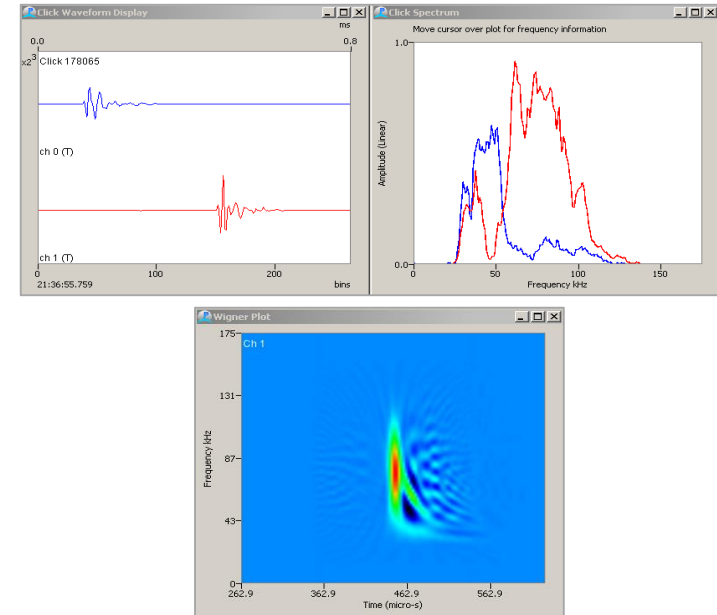 Click Waveform Display
ms
0.0 0.8
x2^3 Click 178065
ch 0 (T)
ch 1 (T)
0 100 200
21:36:55.759 bins
Click Spectrum
Move cursor over plot for frequency information
1.0
Amplitude (Linear)
0.0
0 50 100 150
Frequency kHz
Wigner Plot
175
Ch 1
131
Frequency kHz
87
43
0
262.9 362.9 462.9 562.9
Time (micro-s)